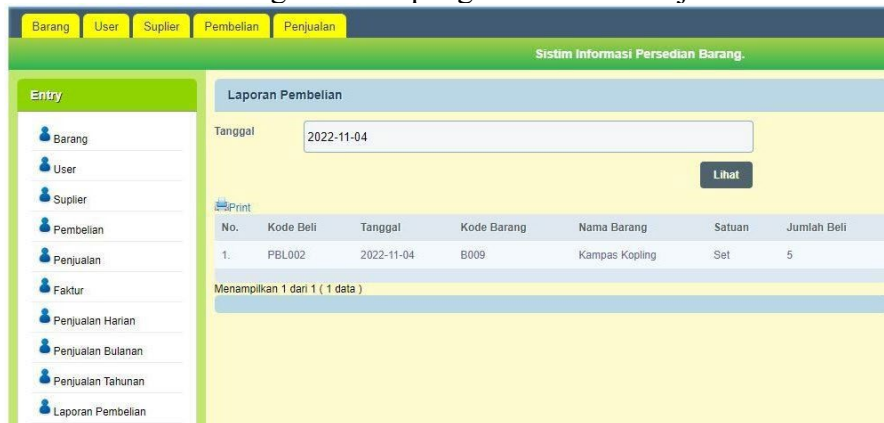 Barang User Suplier Pembelian Penjualan
Sistim Informasi Persedian Barang.
Entry
Barang
User
Suplier
Pembelian
Penjualan
Faktur
Penjualan Harian
Penjualan Bulanan
Penjualan Tahunan
Laporan Pembelian
Laporan Pembelian
Tanggal 2022-11-04
Lihat
Print
No. Kode Beli Tanggal Kode Barang Nama Barang Satuan Jumlah Beli
1. PBL002 2022-11-04 B009 Kampas Kopling Set 5
Menampilkan 1 dari 1 ( 1 data )